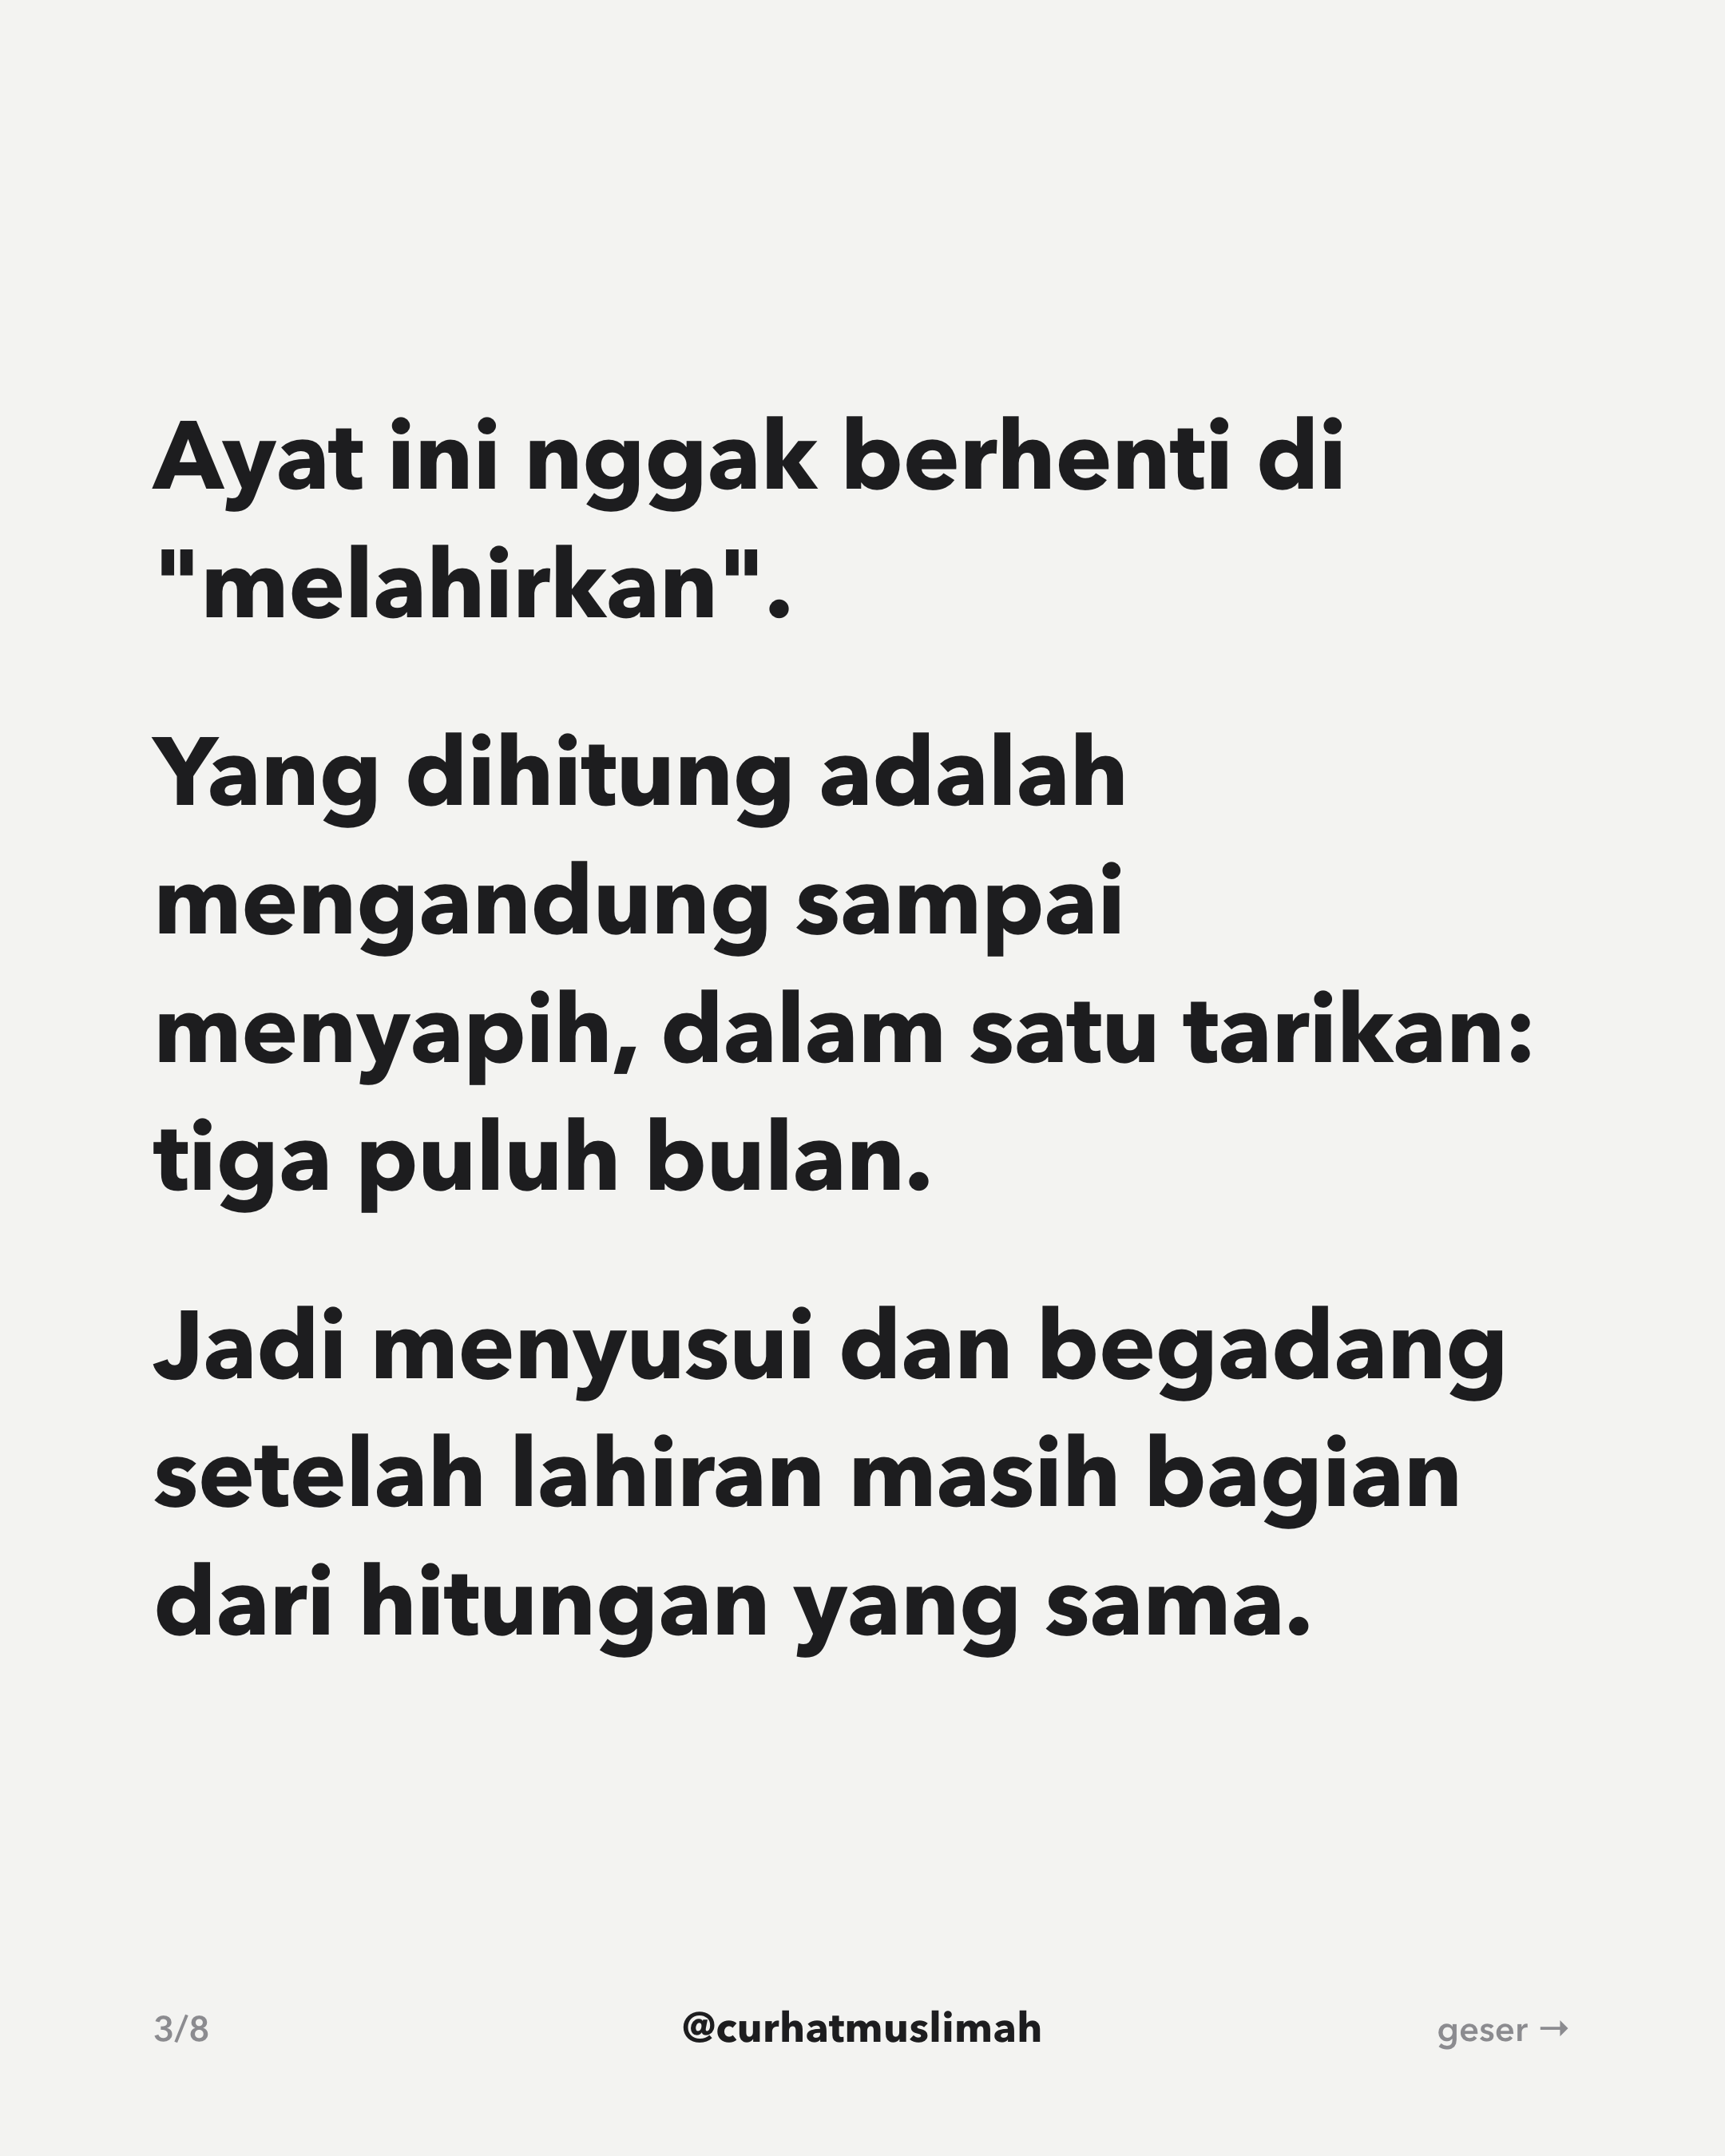 Ayat ini nggak berhenti di
"melahirkan".
Yang dihitung adalah
mengandung sampai
menyapih, dalam satu tarikan:
tiga puluh bulan.
Jadi menyusui dan begadang
setelah lahiran masih bagian
dari hitungan yang sama.
3/8
@curhatmuslimah
geser →